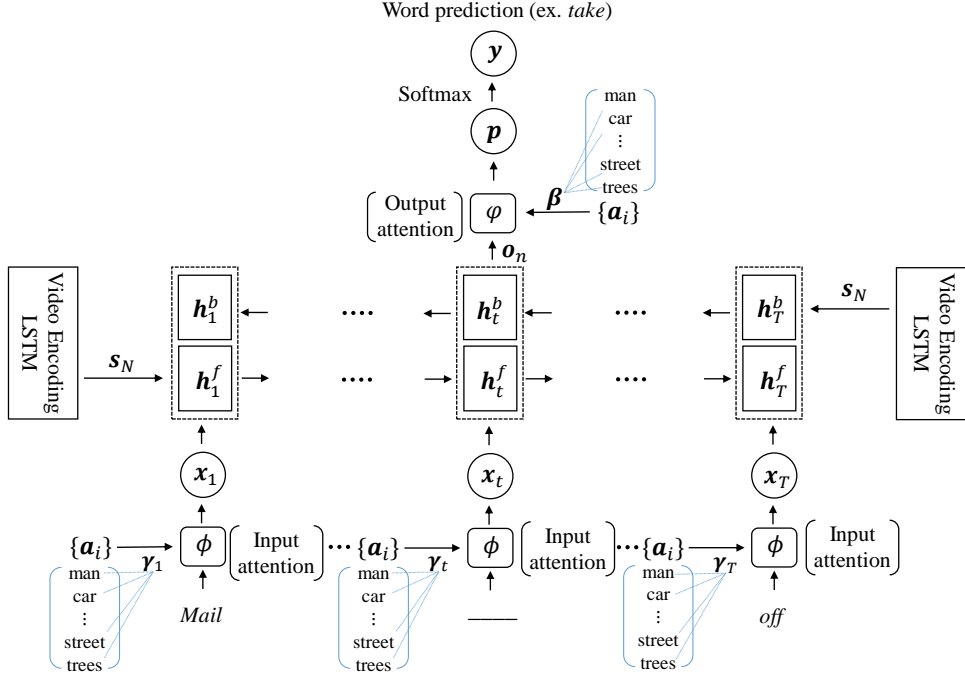 Word prediction (ex. take)
y
Softmax
p
man
car
⋮
street
trees
Output
attention
φ
β
{a_i}
o_n
Video Encoding
LSTM
s_N
h_1^b
....
h_t^b
....
h_T^b
s_N
Video Encoding
LSTM
h_1^f
....
h_t^f
....
h_T^f
x_1
x_t
x_T
{a_i}
γ_1
ϕ
Input
attention
...
{a_i}
γ_t
ϕ
Input
attention
...
{a_i}
γ_T
ϕ
Input
attention
man
car
⋮
street
trees
Mail
man
car
⋮
street
trees
____
man
car
⋮
street
trees
off